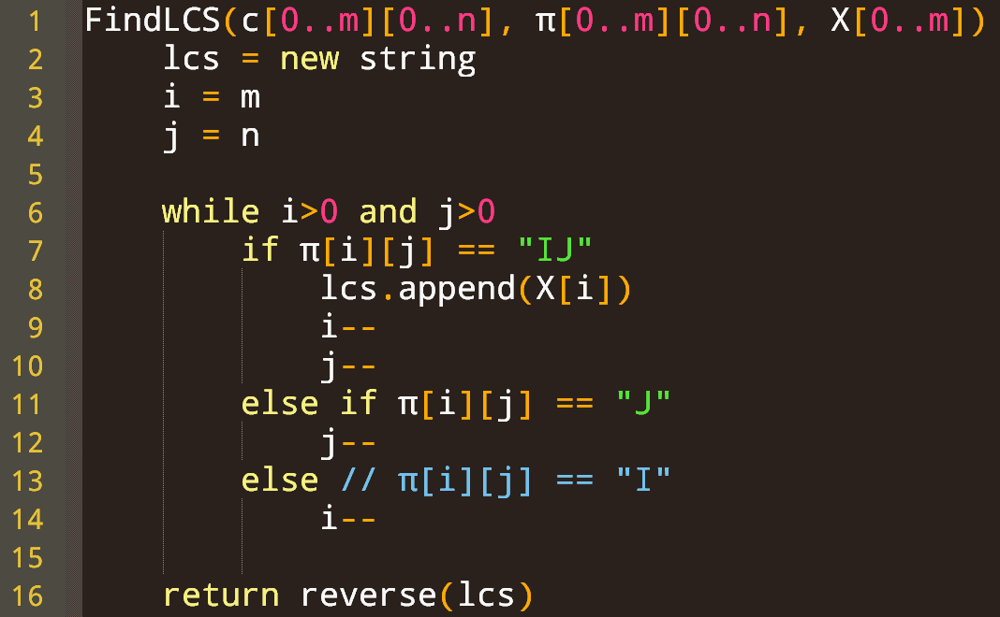 1 FindLCS(c[0..m][0..n], π[0..m][0..n], X[0..m])
2     lcs = new string
3     i = m
4     j = n
5
6     while i>0 and j>0
7         if π[i][j] == "IJ"
8             lcs.append(X[i])
9             i--
10             j--
11         else if π[i][j] == "J"
12             j--
13         else // π[i][j] == "I"
14             i--
15
16     return reverse(lcs)